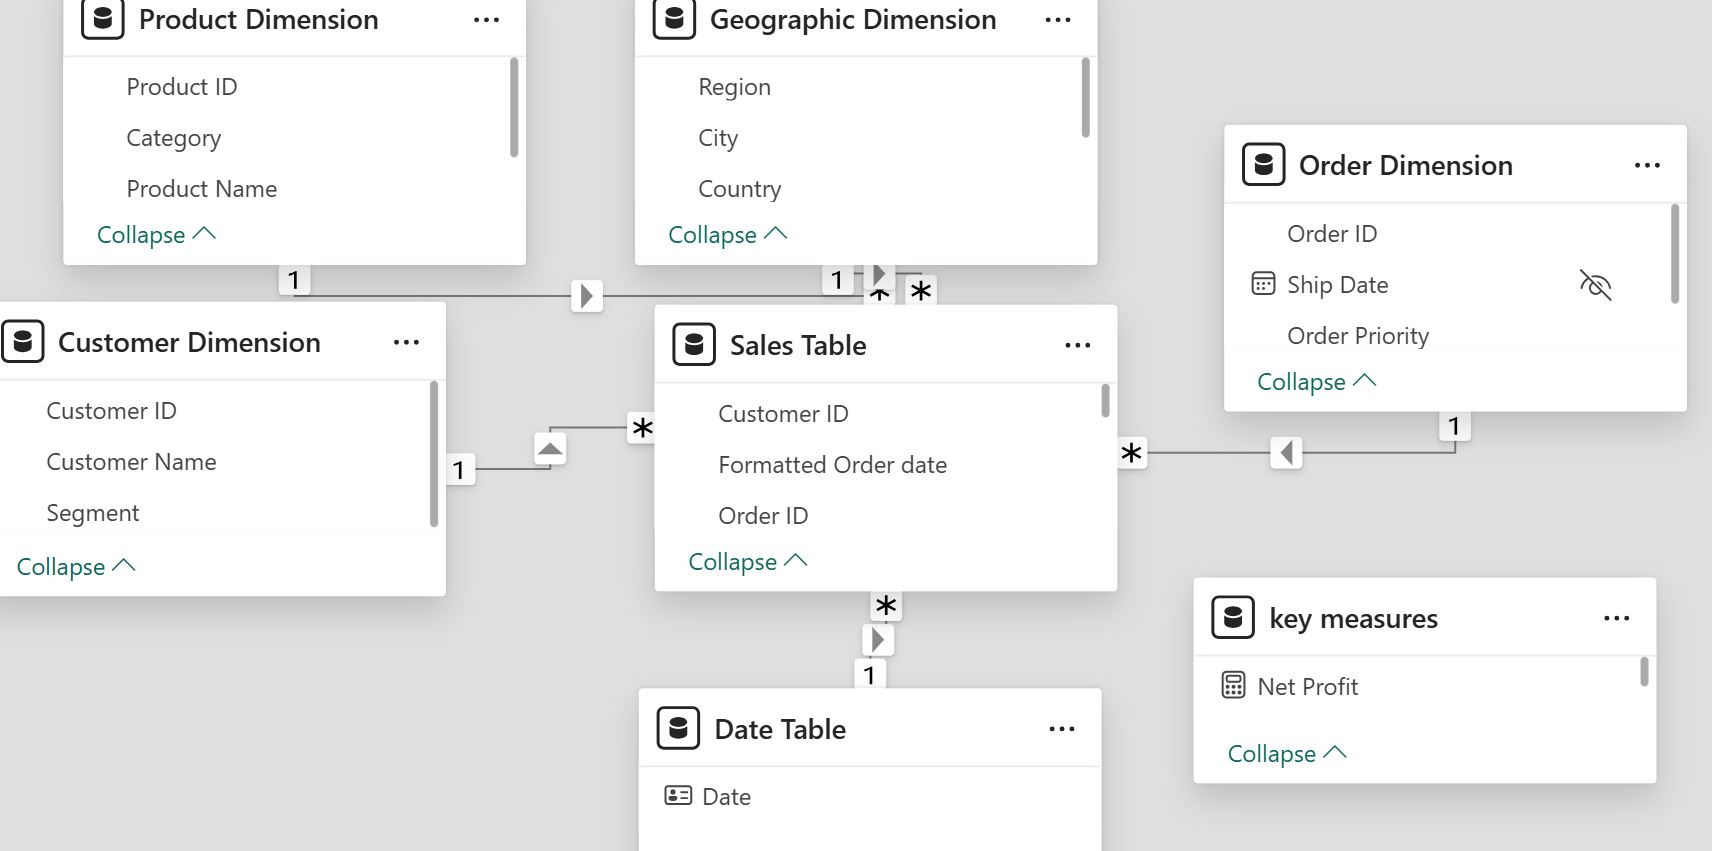 Product Dimension
Product ID
Category
Product Name
Collapse
Geographic Dimension
Region
City
Country
Collapse
Order Dimension
Order ID
Ship Date
Order Priority
Collapse
1
1
*
*
Customer Dimension
Customer ID
Customer Name
Segment
Collapse
1
*
Sales Table
Customer ID
Formatted Order date
Order ID
Collapse
*
1
*
1
key measures
Net Profit
Collapse
Date Table
Date